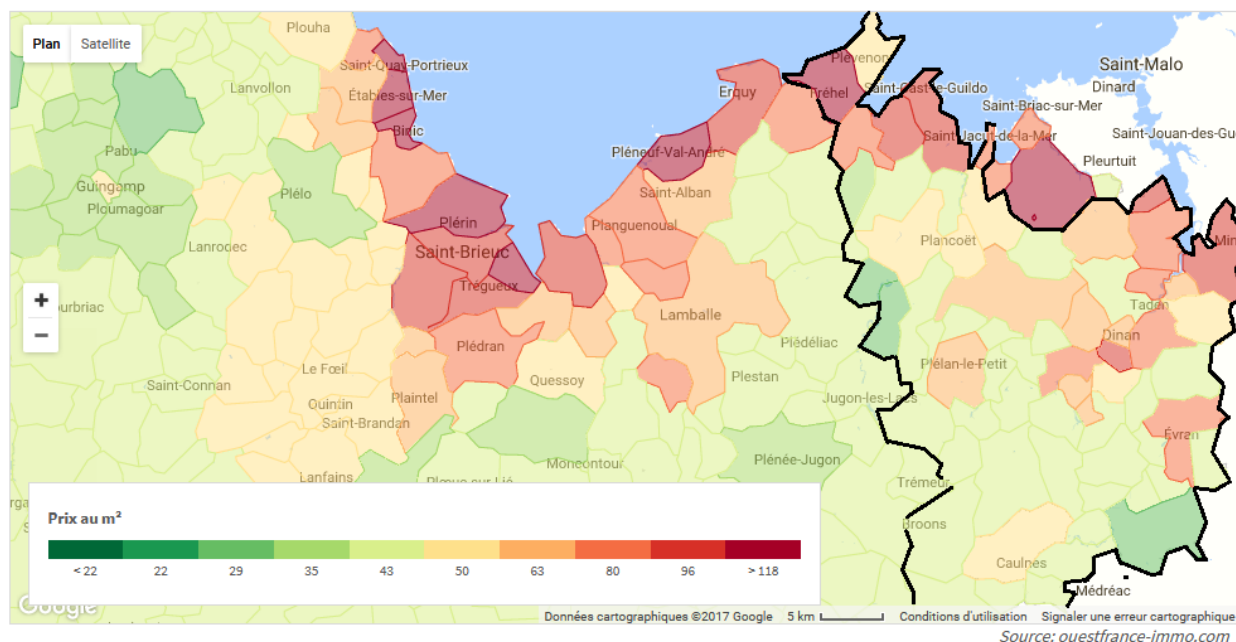 Plouha
Plévenon
Plan
Satellite
Saint-Malo
Saint-Quay-Portrieux
Lanvollon
Étables-sur-Mer
Erquy
Fréhel
Saint-Cast-le-Guildo
Dinard
Saint-Briac-sur-Mer
Binic
Saint-Jacut-de-la-Mer
Saint-Jouan-des-Gu
Pabu
Pléneuf-Val-André
Pleurtuit
Guingamp
Plélo
Saint-Alban
Ploumagoar
Plérin
Planguenoual
Lanrodec
Saint-Brieuc
Plancoët
Min
Trégueux
+
−
ourbriac
Lamballe
Taden
Dinan
Plédran
Plédéliac
Plélan-le-Petit
Le Fœil
Saint-Connan
Quessoy
Plestan
Quintin
Plaintel
Jugon-les-Lacs
Saint-Brandan
Évran
Moncontour
Plénée-Jugon
Lanfains
Plœuc-sur-Lié
Trémeur
Broons
Caulnes
Médréac
Prix au m²
< 22 22 29 35 43 50 63 80 96 > 118
Google
Données cartographiques ©2017 Google 5 km Conditions d'utilisation Signaler une erreur cartographique
Source: ouestfrance-immo.com